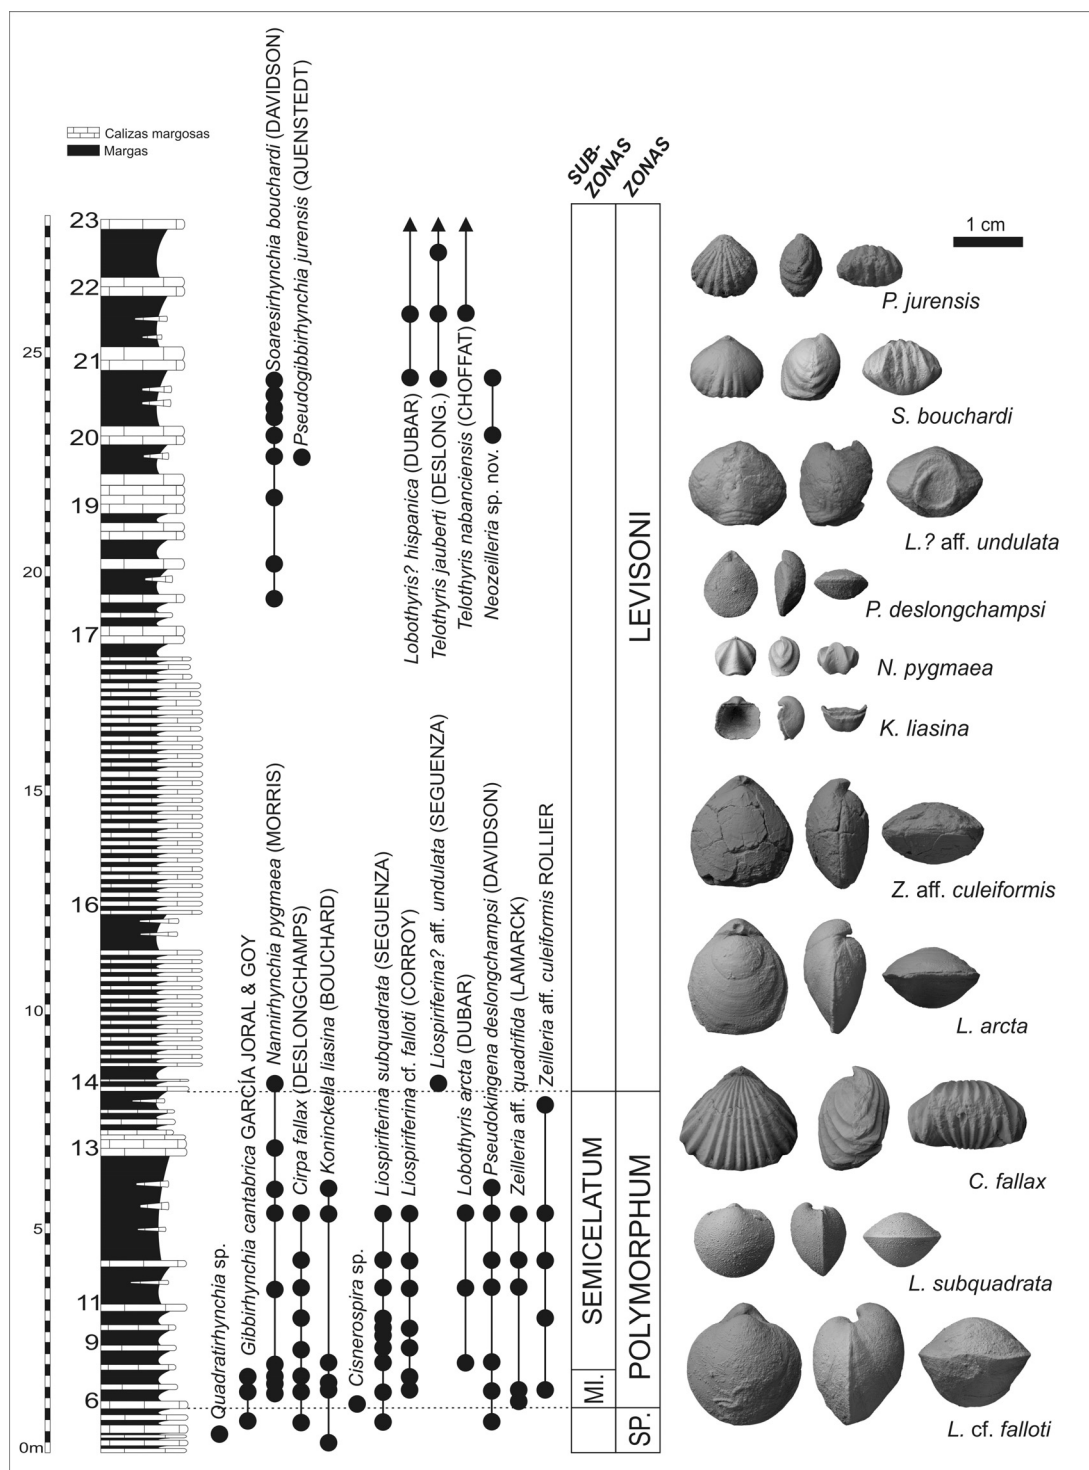 Calizas margosas
Margas
23
22
21
20
19
17
16
14
13
11
9
6
25
20
15
10
5
0m
Soaresirhynchia bouchardi (DAVIDSON)
Pseudogibbirhynchia jurensis (QUENSTEDT)
Lobothyris? hispanica (DUBAR)
Telothyris jauberti (DESLONG.)
Telothyris nabanciensis (CHOFFAT)
Neozeilleria sp. nov.
Quadratirhynchia sp.
Gibbirhynchia cantabrica GARCÍA JORAL & GOY
Nannirhynchia pygmaea (MORRIS)
Cirpa fallax (DESLONGCHAMPS)
Koninckella liasina (BOUCHARD)
Cisnerospira sp.
Liospiriferina subquadrata (SEGUENZA)
Liospiriferina cf. falloti (CORROY)
Liospiriferina? aff. undulata (SEGUENZA)
Lobothyris arcta (DUBAR)
Pseudokingena deslongchampsi (DAVIDSON)
Zeilleria aff. quadrifida (LAMARCK)
Zeilleria aff. culeiformis ROLLIER
SUB-
ZONAS
ZONAS
LEVISONI
SEMICELATUM
POLYMORPHUM
MI.
SP.
1 cm
P. jurensis
S. bouchardi
L.? aff. undulata
P. deslongchampsi
N. pygmaea
K. liasina
Z. aff. culeiformis
L. arcta
C. fallax
L. subquadrata
L. cf. falloti